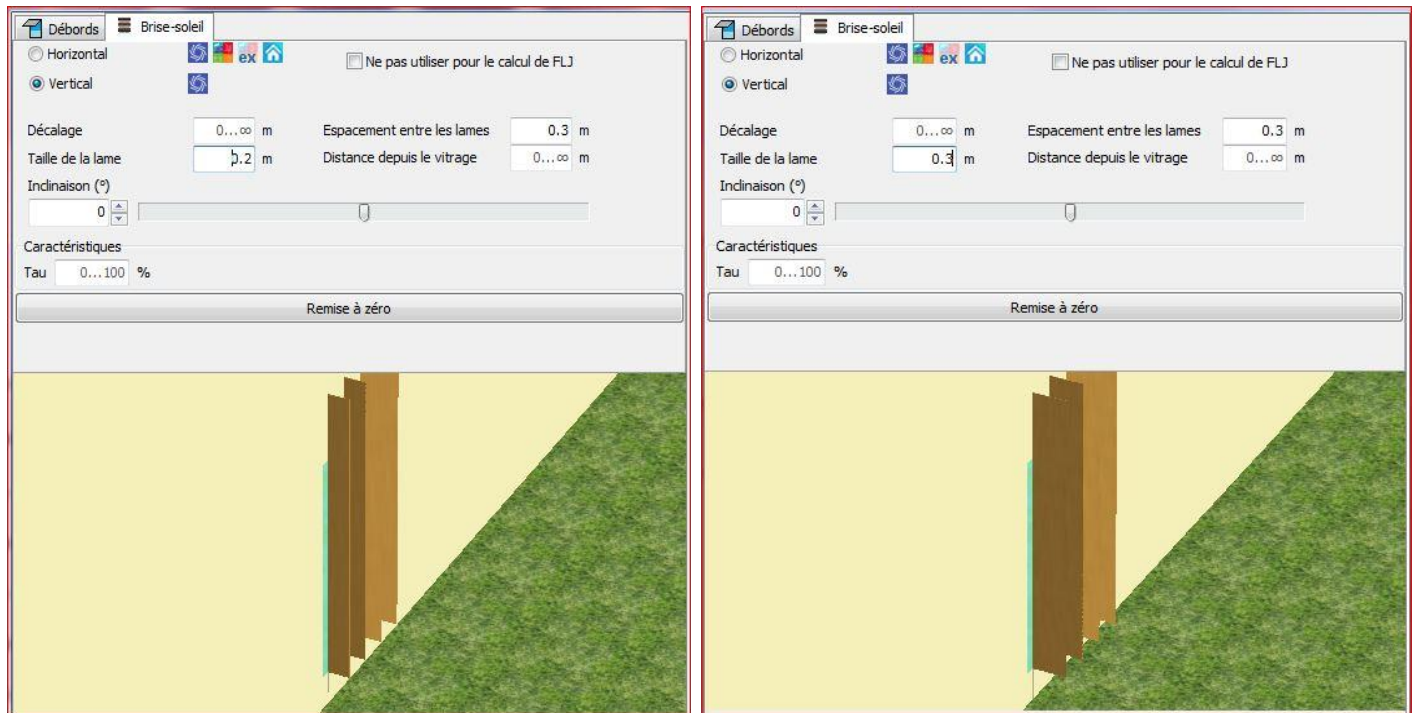 Débords Brise-soleil
Horizontal ex Ne pas utiliser pour le calcul de FLJ
Vertical
Décalage 0...∞ m Espacement entre les lames 0.3 m
Taille de la lame 0.2 m Distance depuis le vitrage 0...∞ m
Inclinaison (°)
0
Caractéristiques
Tau 0...100 %
Remise à zéro
Débords Brise-soleil
Horizontal ex Ne pas utiliser pour le calcul de FLJ
Vertical
Décalage 0...∞ m Espacement entre les lames 0.3 m
Taille de la lame 0.3 m Distance depuis le vitrage 0...∞ m
Inclinaison (°)
0
Caractéristiques
Tau 0...100 %
Remise à zéro